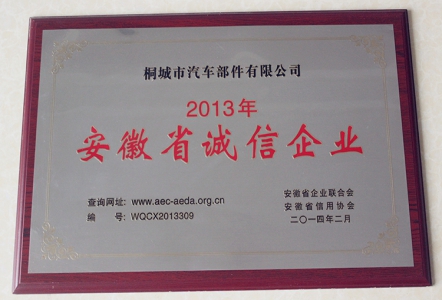 桐城市汽车部件有限公司
2013年
安徽省诚信企业
查询网址: www.aec-aeda.org.cn
编 号: WQCX2013309
安徽省企业联合会
安徽省信用协会
二〇一四年二月